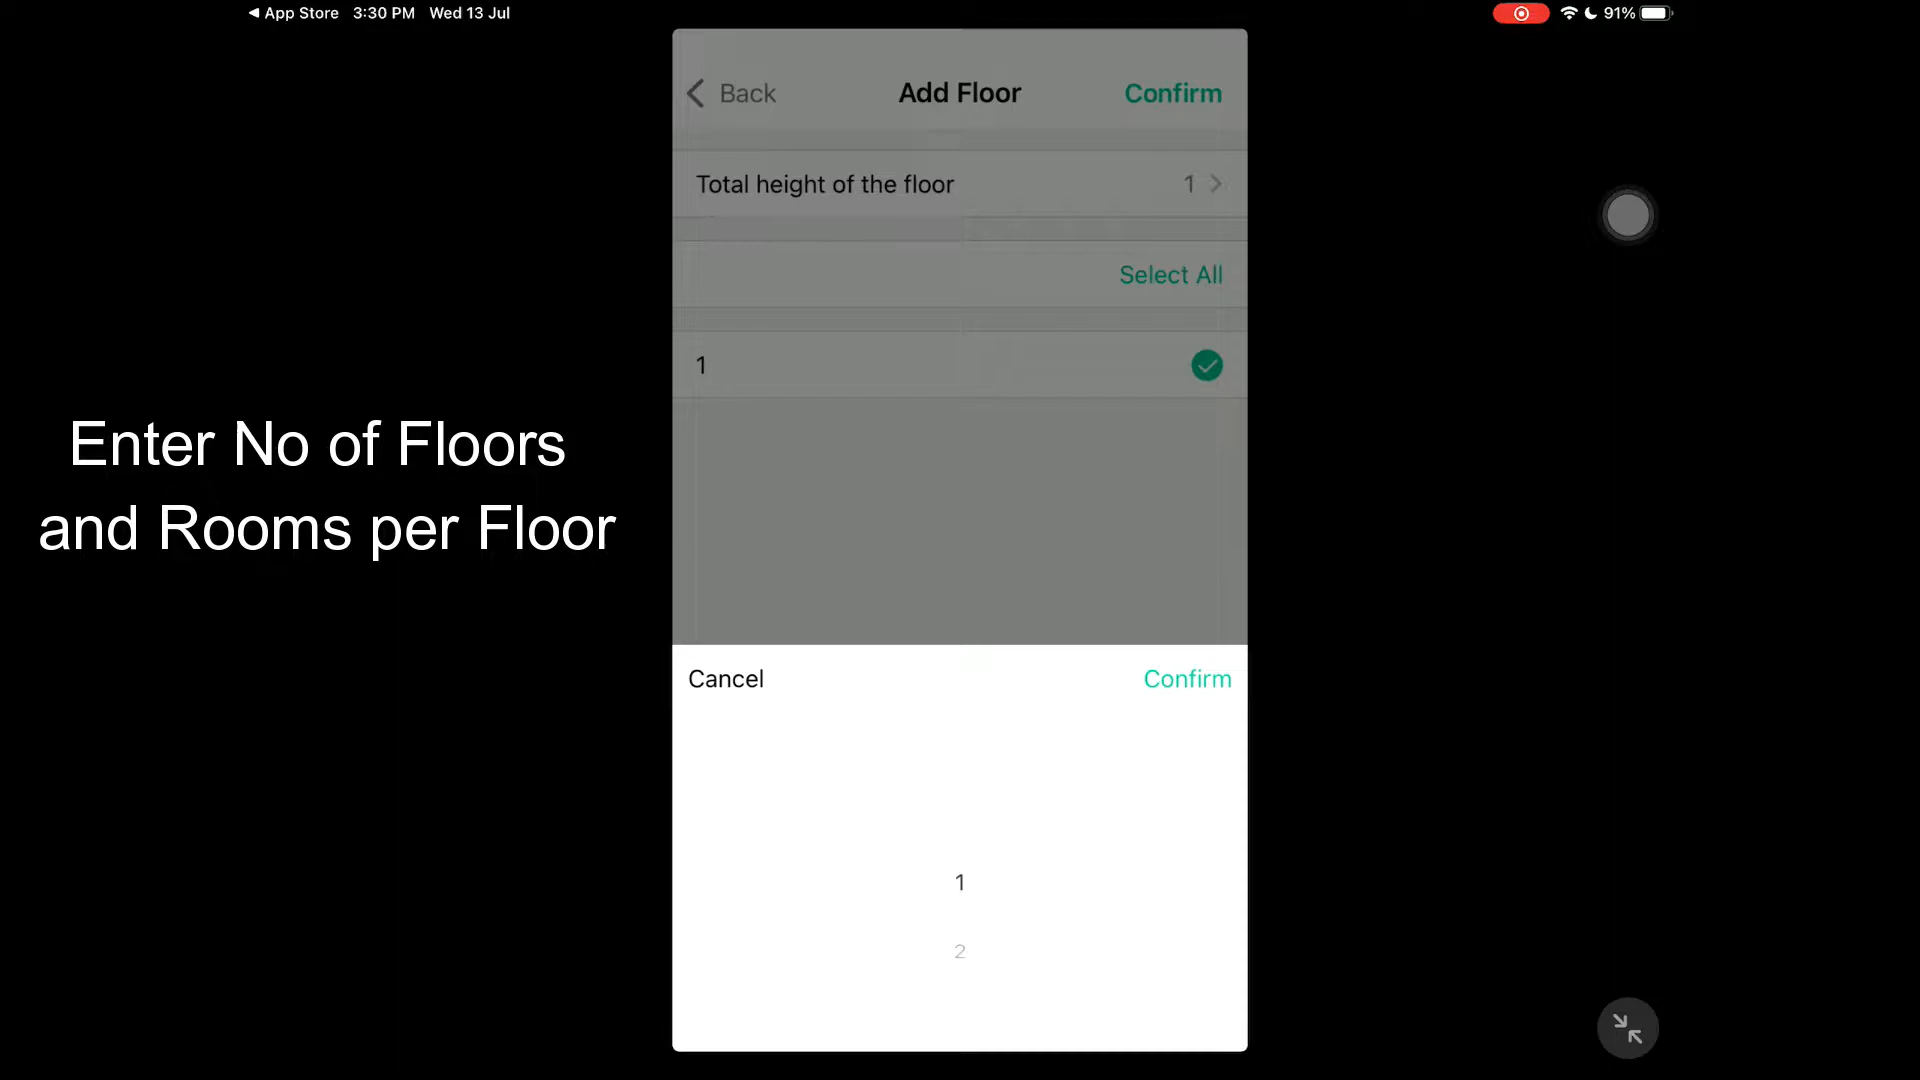 App Store 3:30 PM Wed 13 Jul
91%
Back Add Floor Confirm
Total height of the floor 1
Select All
1
Enter No of Floors
and Rooms per Floor
Cancel Confirm
1
2